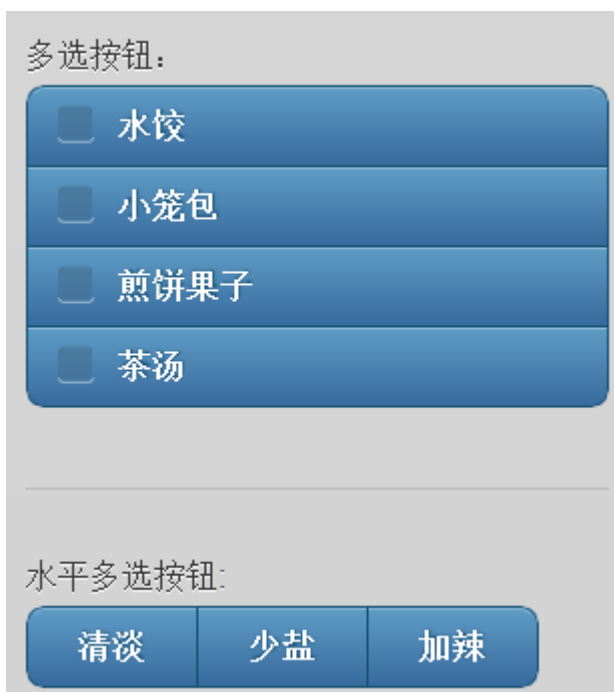 多选按钮：
水饺
小笼包
煎饼果子
茶汤
水平多选按钮:
清淡 少盐 加辣